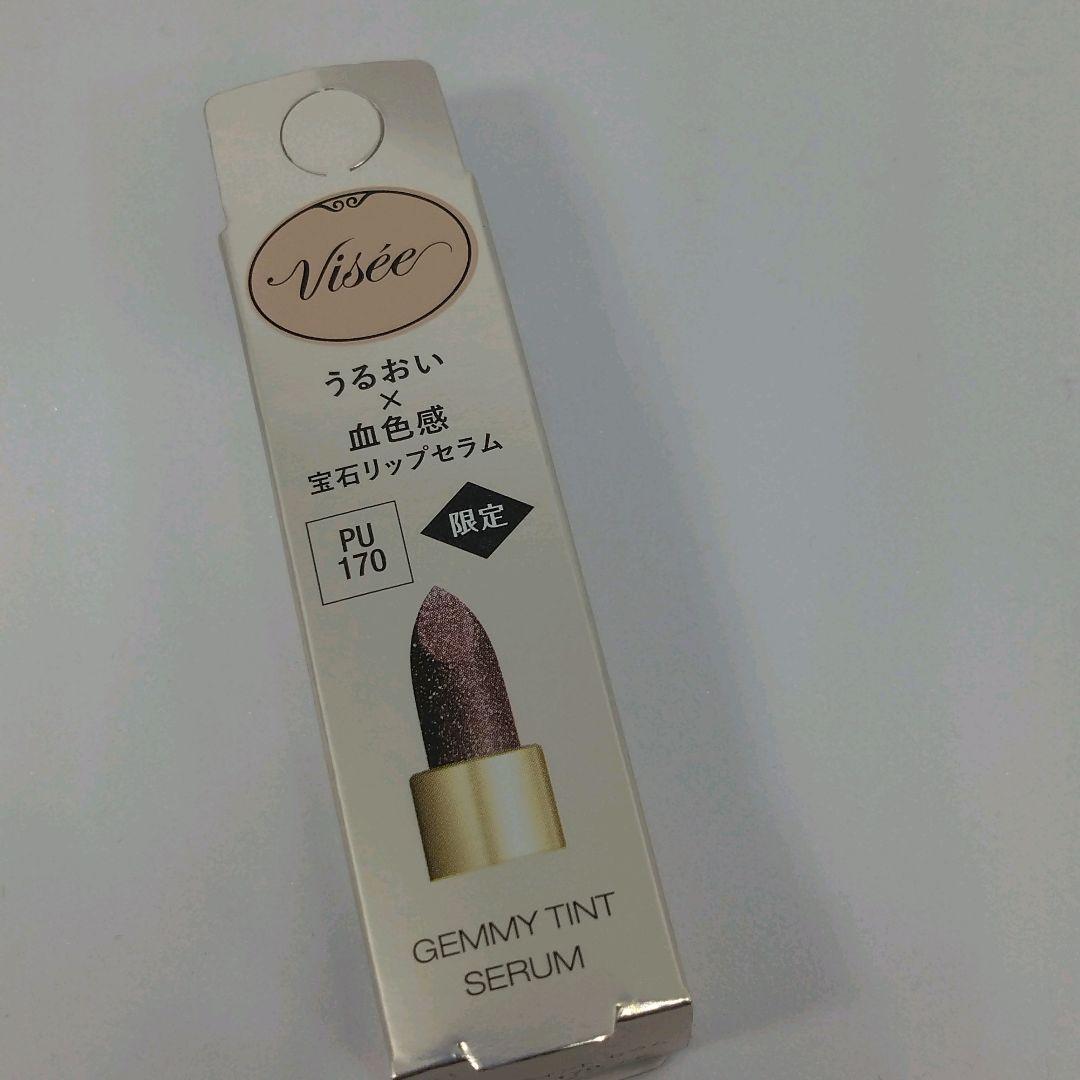 Visée
うるおい
×
血色感
宝石リップセラム
PU
170
限定
GEMMY TINT
SERUM